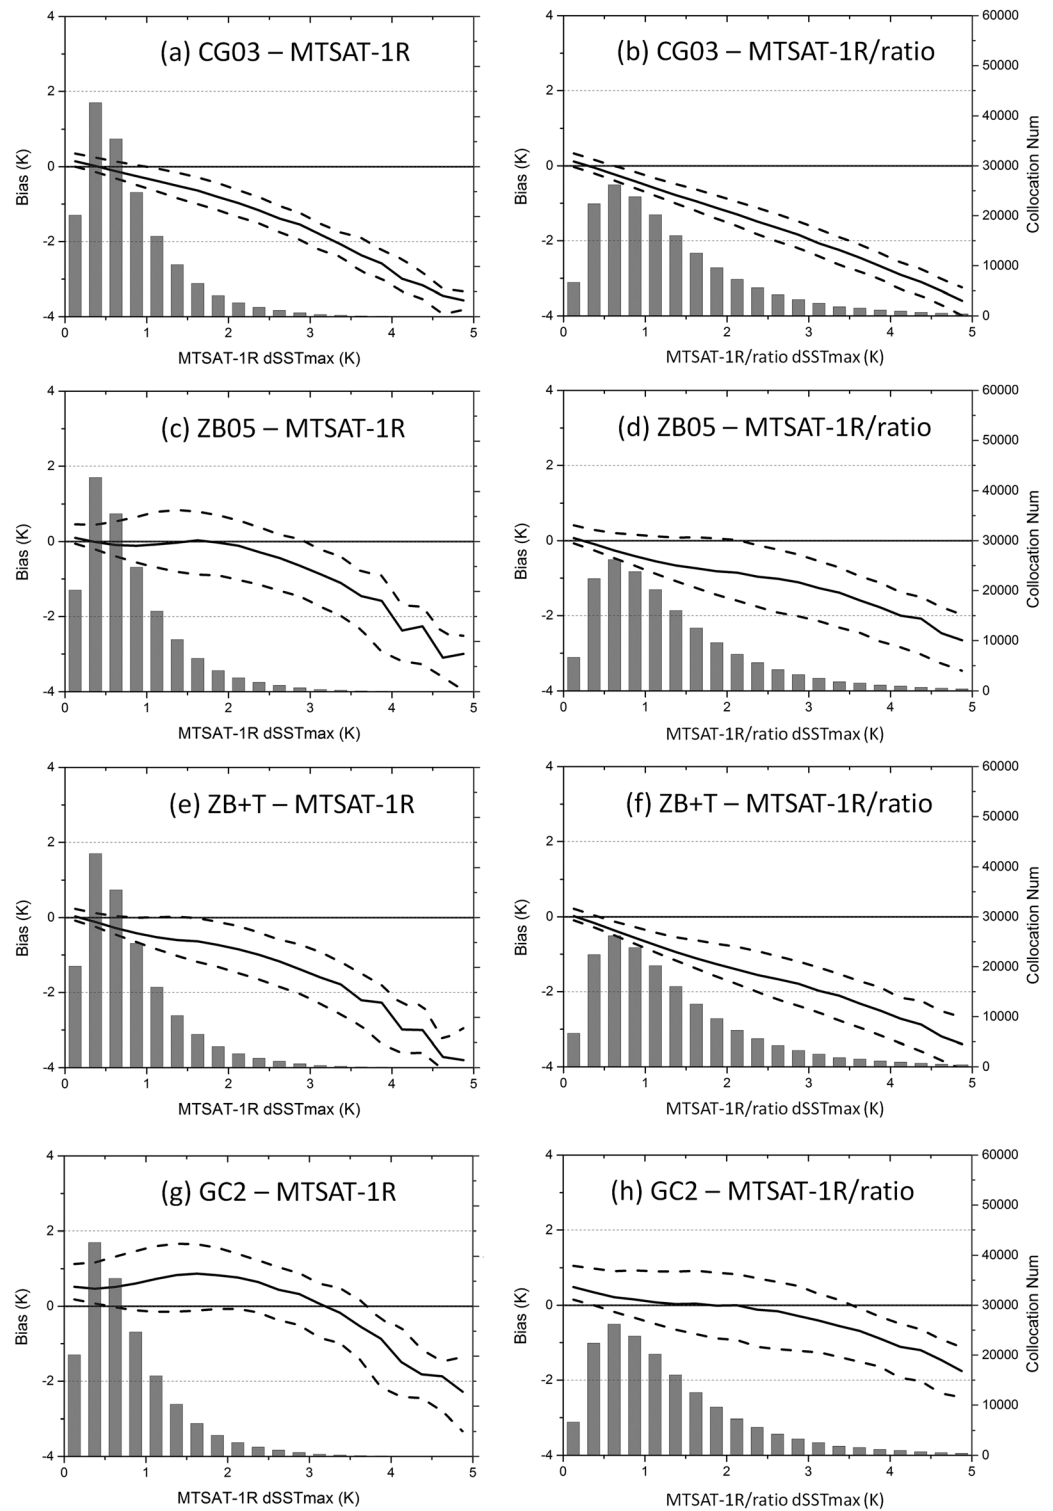 (a) CG03 – MTSAT-1R
4
2
0
-2
-4
Bias (K)
0 1 2 3 4 5
MTSAT-1R dSSTmax (K)
(b) CG03 – MTSAT-1R/ratio
4
2
0
-2
-4
Bias (K)
60000
50000
40000
30000
20000
10000
0
Collocation Num
0 1 2 3 4 5
MTSAT-1R/ratio dSSTmax (K)
(c) ZB05 – MTSAT-1R
4
2
0
-2
-4
Bias (K)
0 1 2 3 4 5
MTSAT-1R dSSTmax (K)
(d) ZB05 – MTSAT-1R/ratio
4
2
0
-2
-4
Bias (K)
60000
50000
40000
30000
20000
10000
0
Collocation Num
0 1 2 3 4 5
MTSAT-1R/ratio dSSTmax (K)
(e) ZB+T – MTSAT-1R
4
2
0
-2
-4
Bias (K)
0 1 2 3 4 5
MTSAT-1R dSSTmax (K)
(f) ZB+T – MTSAT-1R/ratio
4
2
0
-2
-4
Bias (K)
60000
50000
40000
30000
20000
10000
0
Collocation Num
0 1 2 3 4 5
MTSAT-1R/ratio dSSTmax (K)
(g) GC2 – MTSAT-1R
4
2
0
-2
-4
Bias (K)
0 1 2 3 4 5
MTSAT-1R dSSTmax (K)
(h) GC2 – MTSAT-1R/ratio
4
2
0
-2
-4
Bias (K)
60000
50000
40000
30000
20000
10000
0
Collocation Num
0 1 2 3 4 5
MTSAT-1R/ratio dSSTmax (K)